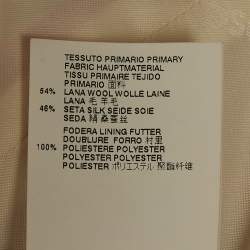 TESSUTO PRIMARIO PRIMARY
FABRIC HAUPTMATERIAL
TISSU PRIMAIRE TEJIDO
PRIMARIO 面料
54% LANA WOOL WOLLE LAINE
LANA 毛 羊毛
46% SETA SILK SEIDE SOIE
SEDA 絹 桑蚕丝
FODERA LINING FUTTER
DOUBLURE FORRO 村里
100% POLIESTERE POLYESTER
POLYESTER POLYESTER
POLIESTER ポリエステル 聚酯纤维